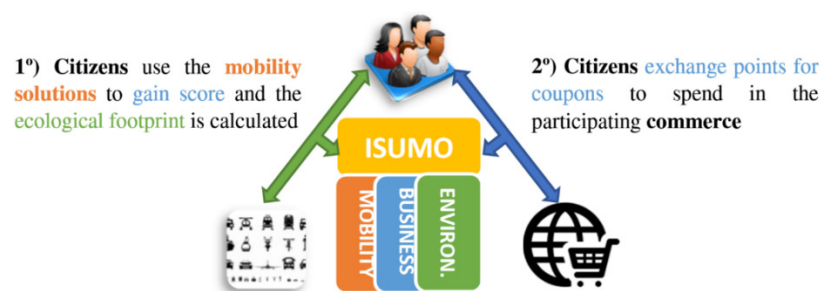 1º) Citizens use the mobility
solutions to gain score and the
ecological footprint is calculated
2º) Citizens exchange points for
coupons to spend in the
participating commerce
ISUMO
MOBILITY
BUSINESS
ENVIRON.